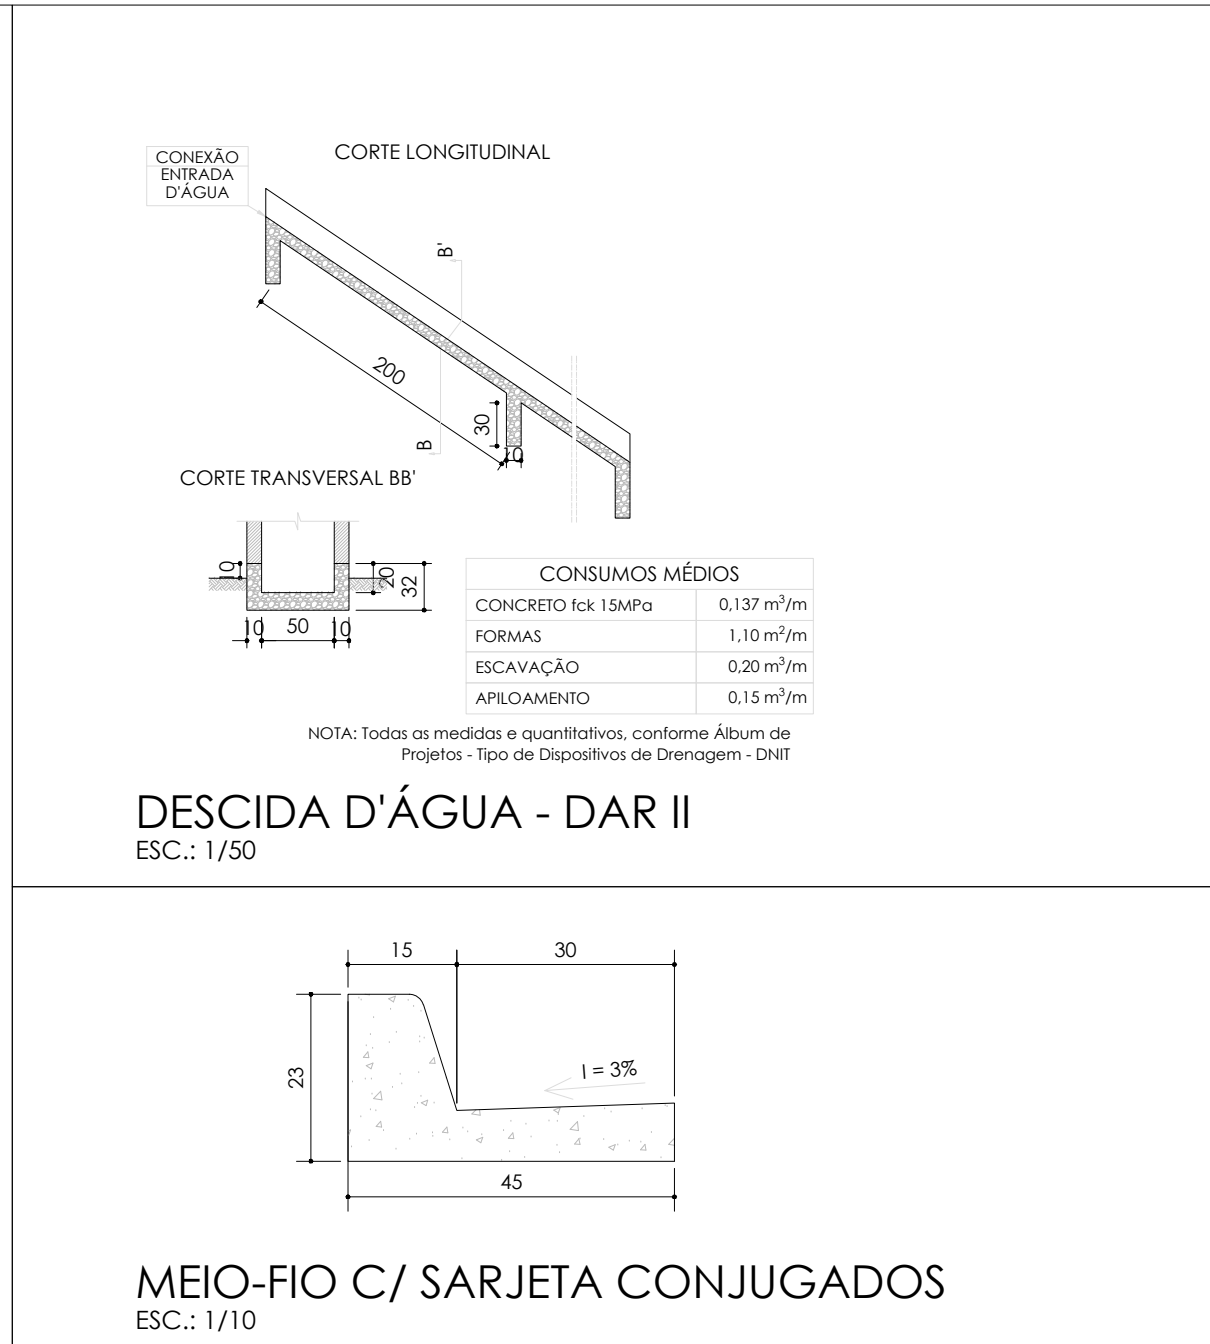 CORTE LONGITUDINAL
CONEXÃO
ENTRADA
D'ÁGUA
B'
200
30
B
10
CORTE TRANSVERSAL BB'
10
20
32
10
50
10
CONSUMOS MÉDIOS
CONCRETO fck 15MPa 0,137 m³/m
FORMAS 1,10 m²/m
ESCAVAÇÃO 0,20 m³/m
APILOAMENTO 0,15 m³/m
NOTA: Todas as medidas e quantitativos, conforme Álbum de
Projetos - Tipo de Dispositivos de Drenagem - DNIT
DESCIDA D'ÁGUA - DAR II
ESC.: 1/50
15
30
23
I = 3%
45
MEIO-FIO C/ SARJETA CONJUGADOS
ESC.: 1/10